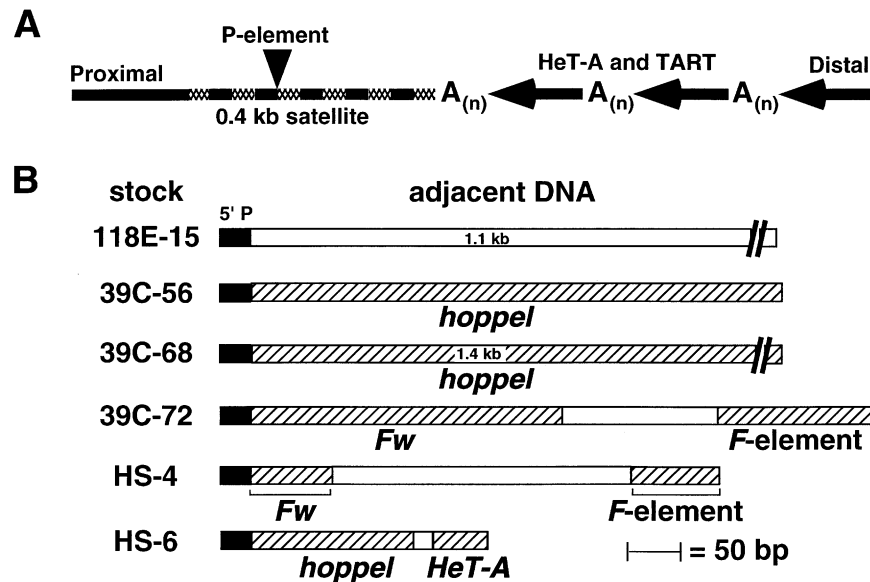 A
P-element
Proximal
HeT-A and TART
Distal
A(n)
A(n)
A(n)
0.4 kb satellite
B
stock
adjacent DNA
5' P
118E-15
1.1 kb
39C-56
hoppel
39C-68
1.4 kb
hoppel
39C-72
Fw
F-element
HS-4
Fw
F-element
HS-6
hoppel
HeT-A
= 50 bp